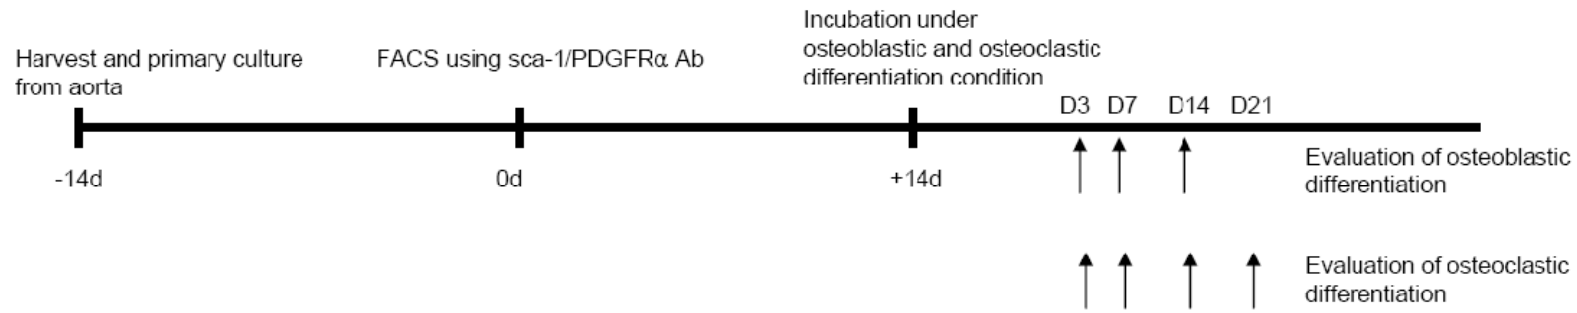 Incubation under
osteoblastic and osteoclastic
differentiation condition
Harvest and primary culture
from aorta
FACS using sca-1/PDGFRα Ab
D3 D7 D14 D21
-14d
0d
+14d
Evaluation of osteoblastic
differentiation
Evaluation of osteoclastic
differentiation